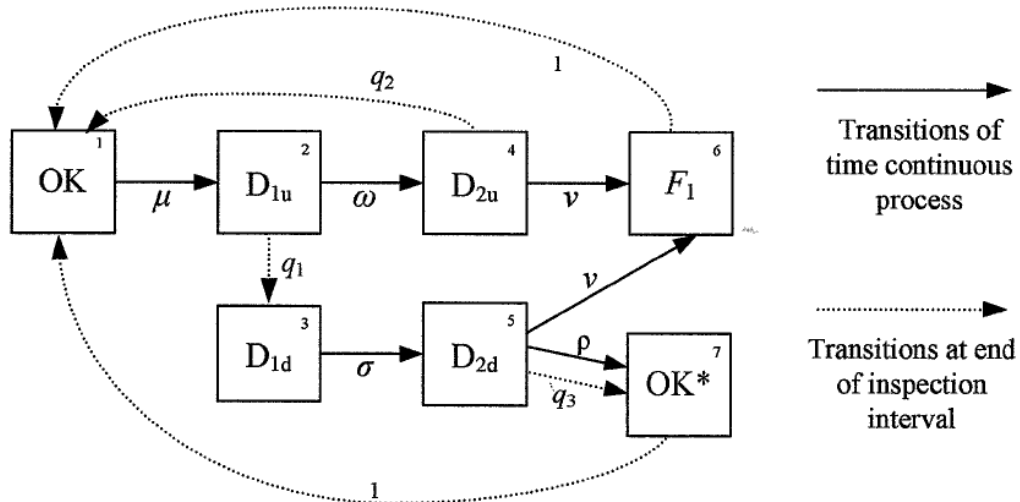 1
q₂
1
OK
2
D₁ᵤ
4
D₂ᵤ
6
F₁
μ
ω
ν
q₁
3
D₁d
5
D₂d
7
OK*
σ
ν
ρ
q₃
1
Transitions of
time continuous
process
Transitions at end
of inspection
interval